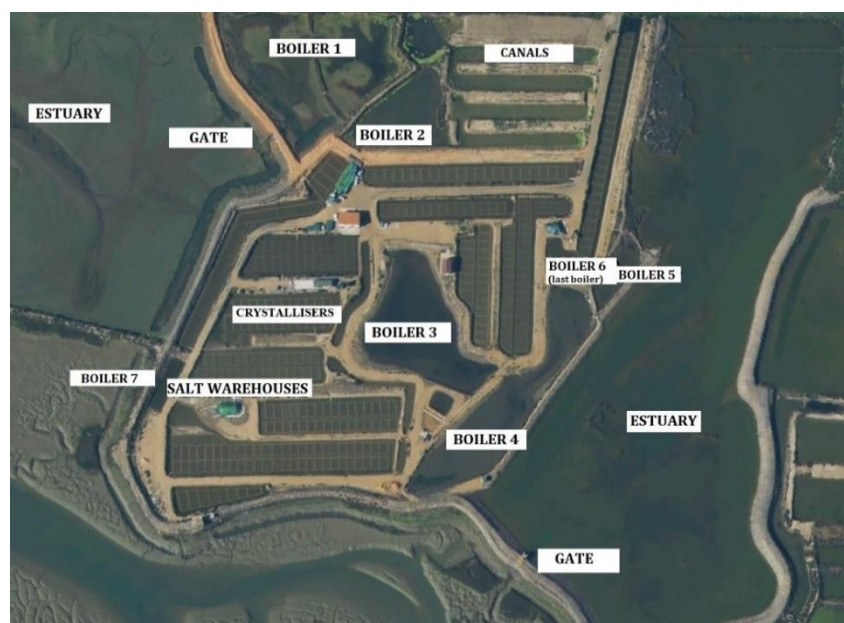 BOILER 1
CANALS
ESTUARY
GATE
BOILER 2
BOILER 6
(last boiler)
BOILER 5
CRYSTALLISERS
BOILER 3
BOILER 7
SALT WAREHOUSES
ESTUARY
BOILER 4
GATE